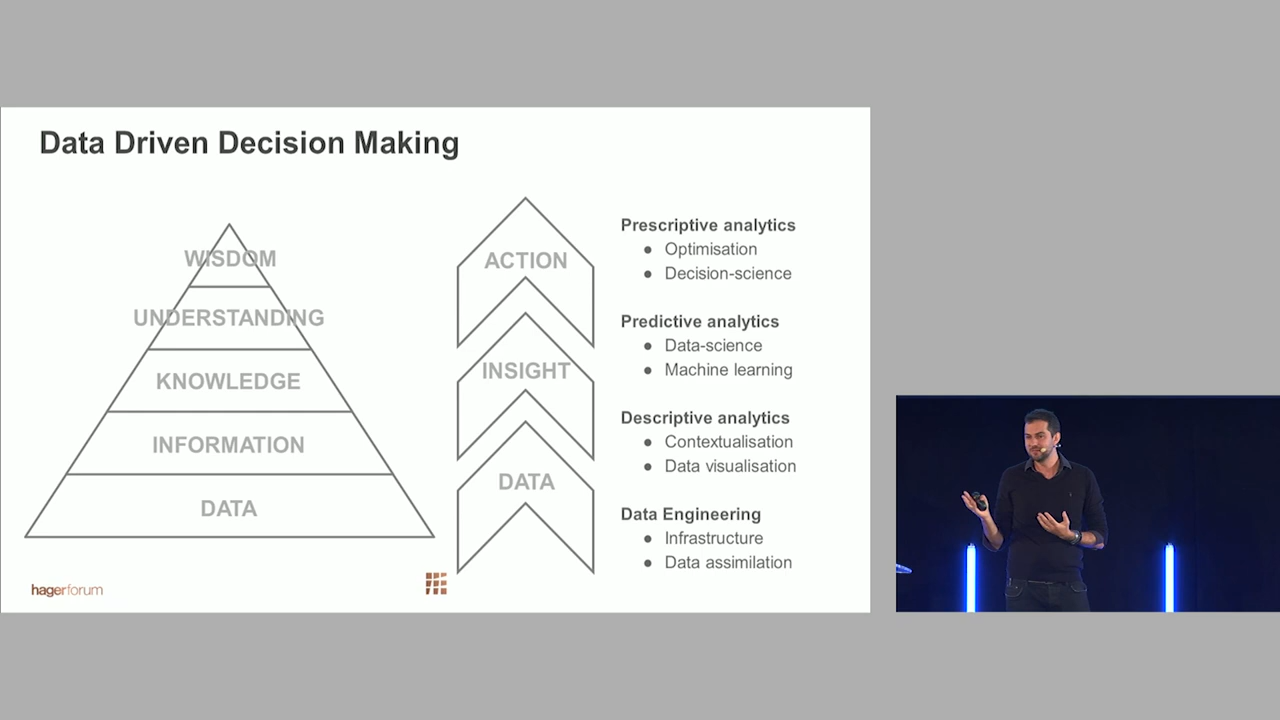 Data Driven Decision Making
WISDOM
UNDERSTANDING
KNOWLEDGE
INFORMATION
DATA
ACTION
INSIGHT
DATA
Prescriptive analytics
● Optimisation
● Decision-science
Predictive analytics
● Data-science
● Machine learning
Descriptive analytics
● Contextualisation
● Data visualisation
Data Engineering
● Infrastructure
● Data assimilation
hagerforum